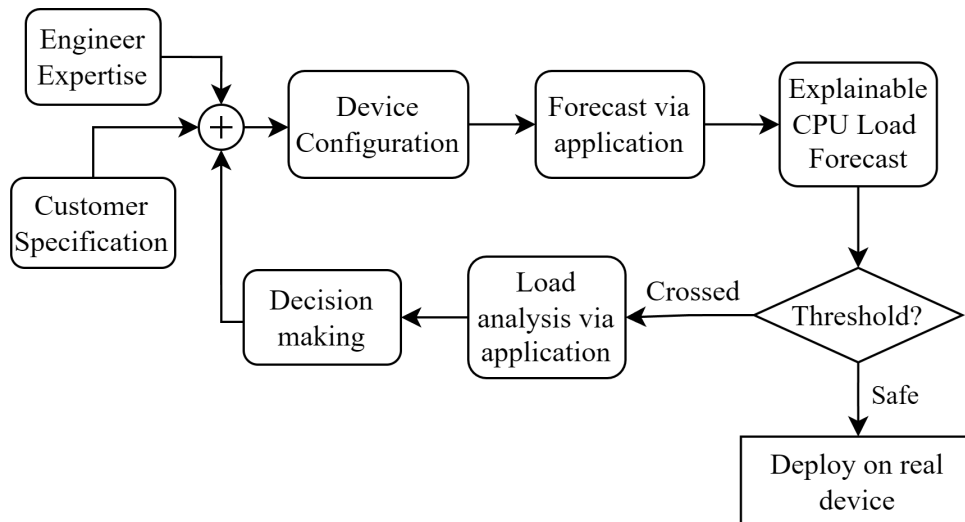 Engineer
Expertise
+
Device
Configuration
Forecast via
application
Explainable
CPU Load
Forecast
Customer
Specification
Decision
making
Load
analysis via
application
Crossed
Threshold?
Safe
Deploy on real
device